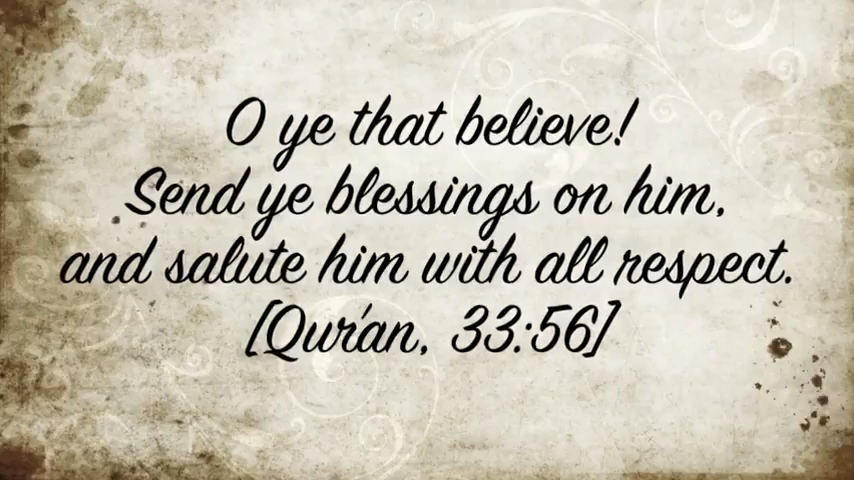 O ye that believe!
Send ye blessings on him,
and salute him with all respect.
[Qur'an, 33:56]